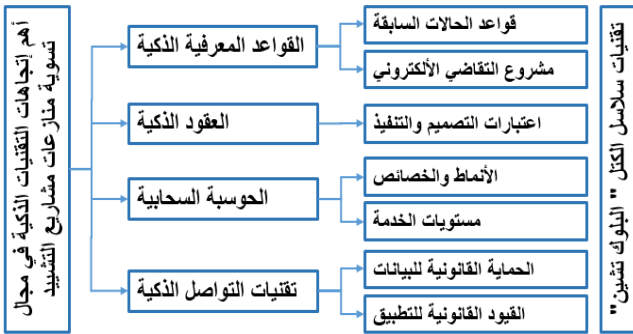 أهم إتجاهات التقنيات الذكية في مجال
تسوية منازعات مشاريع التشييد
القواعد المعرفية الذكية
قواعد الحالات السابقة
مشروع التقاضي الألكتروني
العقود الذكية
اعتبارات التصميم والتنفيذ
الحوسبة السحابية
الأنماط والخصائص
مستويات الخدمة
تقنيات التواصل الذكية
الحماية القانونية للبيانات
القيود القانونية للتطبيق
تقنيات سلاسل الكتل " البلوك تشين"